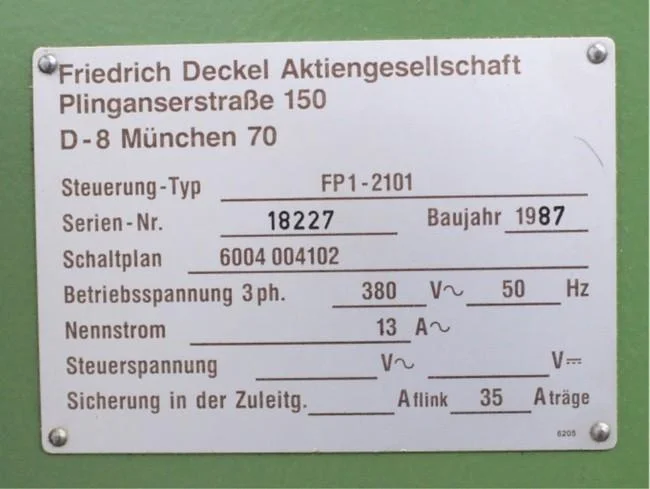 Friedrich Deckel Aktiengesellschaft
Plinganserstraße 150
D-8 München 70
Steuerung-Typ FP1-2101
Serien-Nr. 18227 Baujahr 1987
Schaltplan 6004 004102
Betriebsspannung 3ph. 380 V~ 50 Hz
Nennstrom 13 A~
Steuerspannung V~ V⎓
Sicherung in der Zuleitg. A flink 35 A träge
6205